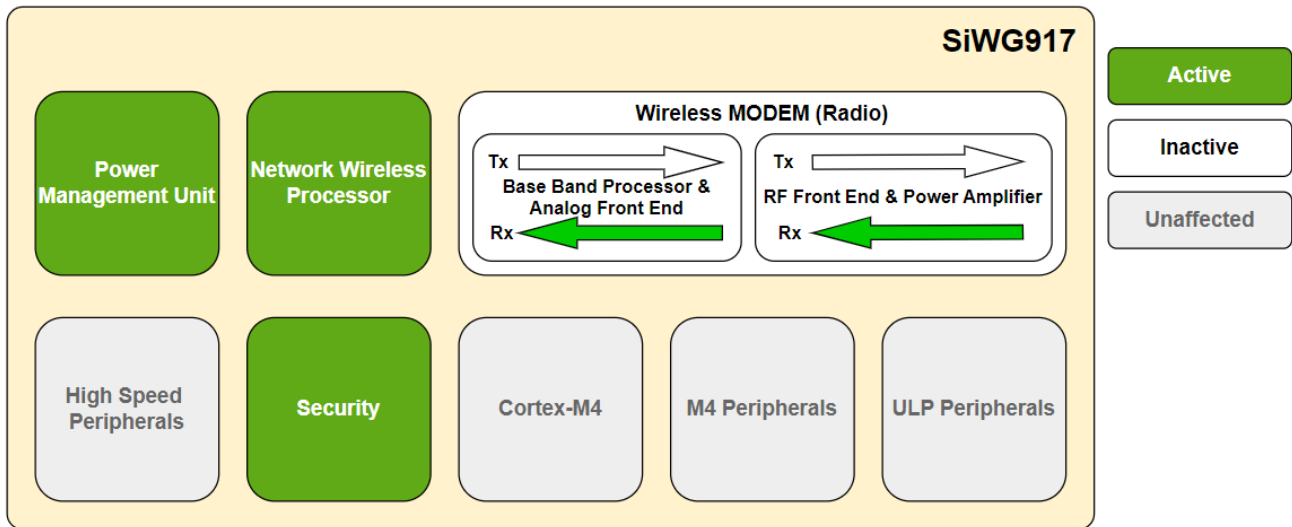 SiWG917
Active
Inactive
Unaffected
Power
Management Unit
Network Wireless
Processor
Wireless MODEM (Radio)
Tx
Base Band Processor &
Analog Front End
Rx
Tx
RF Front End & Power Amplifier
Rx
High Speed
Peripherals
Security
Cortex-M4
M4 Peripherals
ULP Peripherals